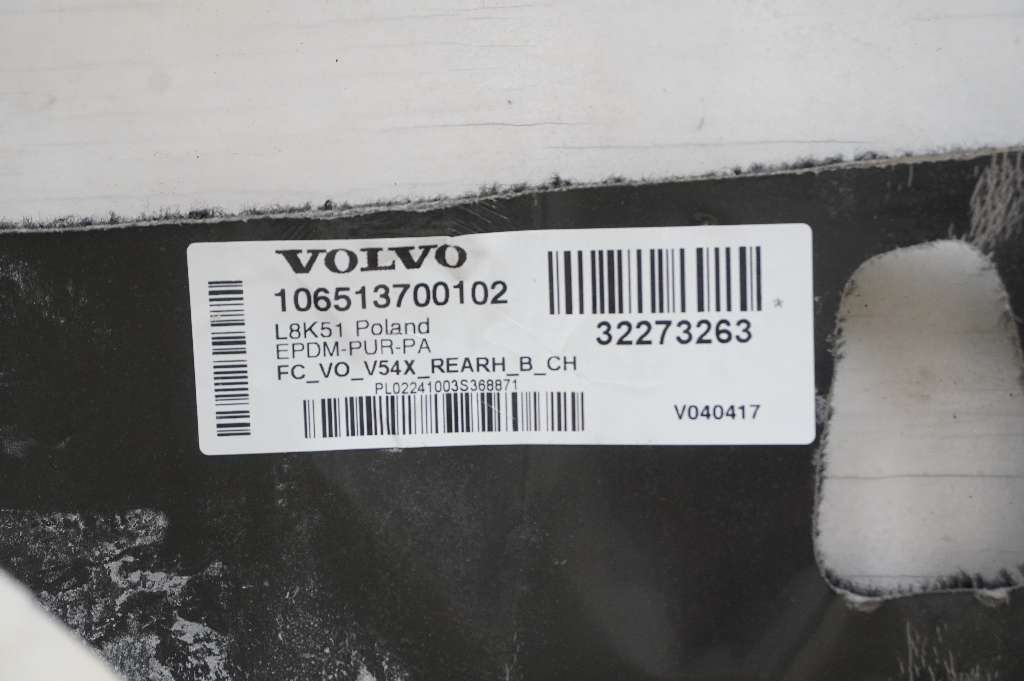 VOLVO
106513700102
L8K51 Poland
EPDM-PUR-PA
FC_VO_V54X_REARH_B_CH
PL02241003S368871
*
32273263
V040417